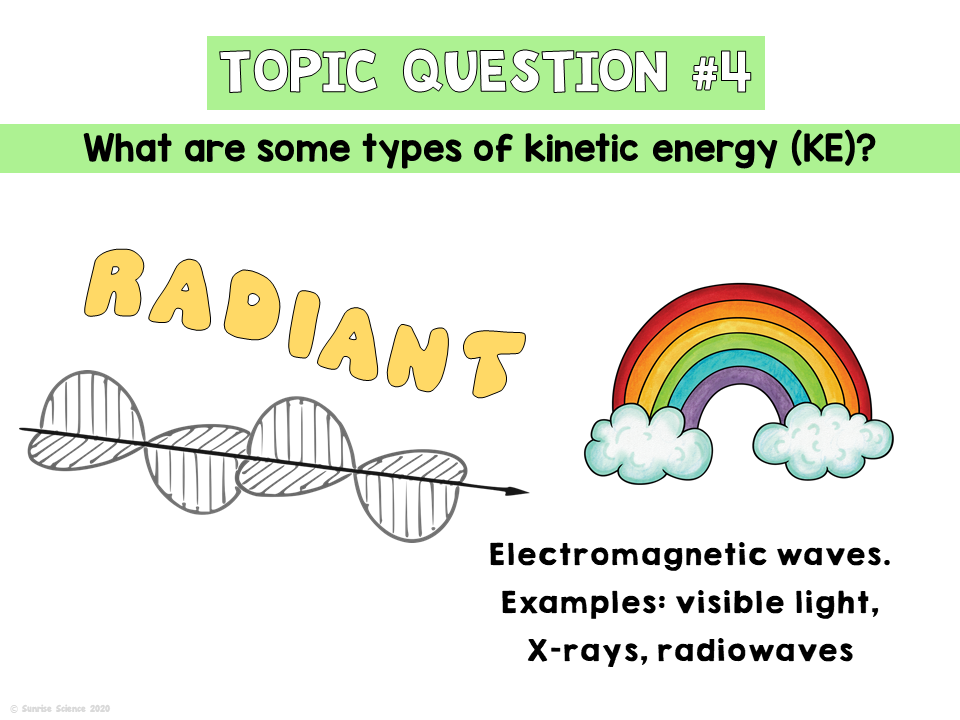 TOPIC QUESTION #4
What are some types of kinetic energy (KE)?
RADIANT
Electromagnetic waves.
Examples: visible light,
X-rays, radiowaves
© Sunrise Science 2020